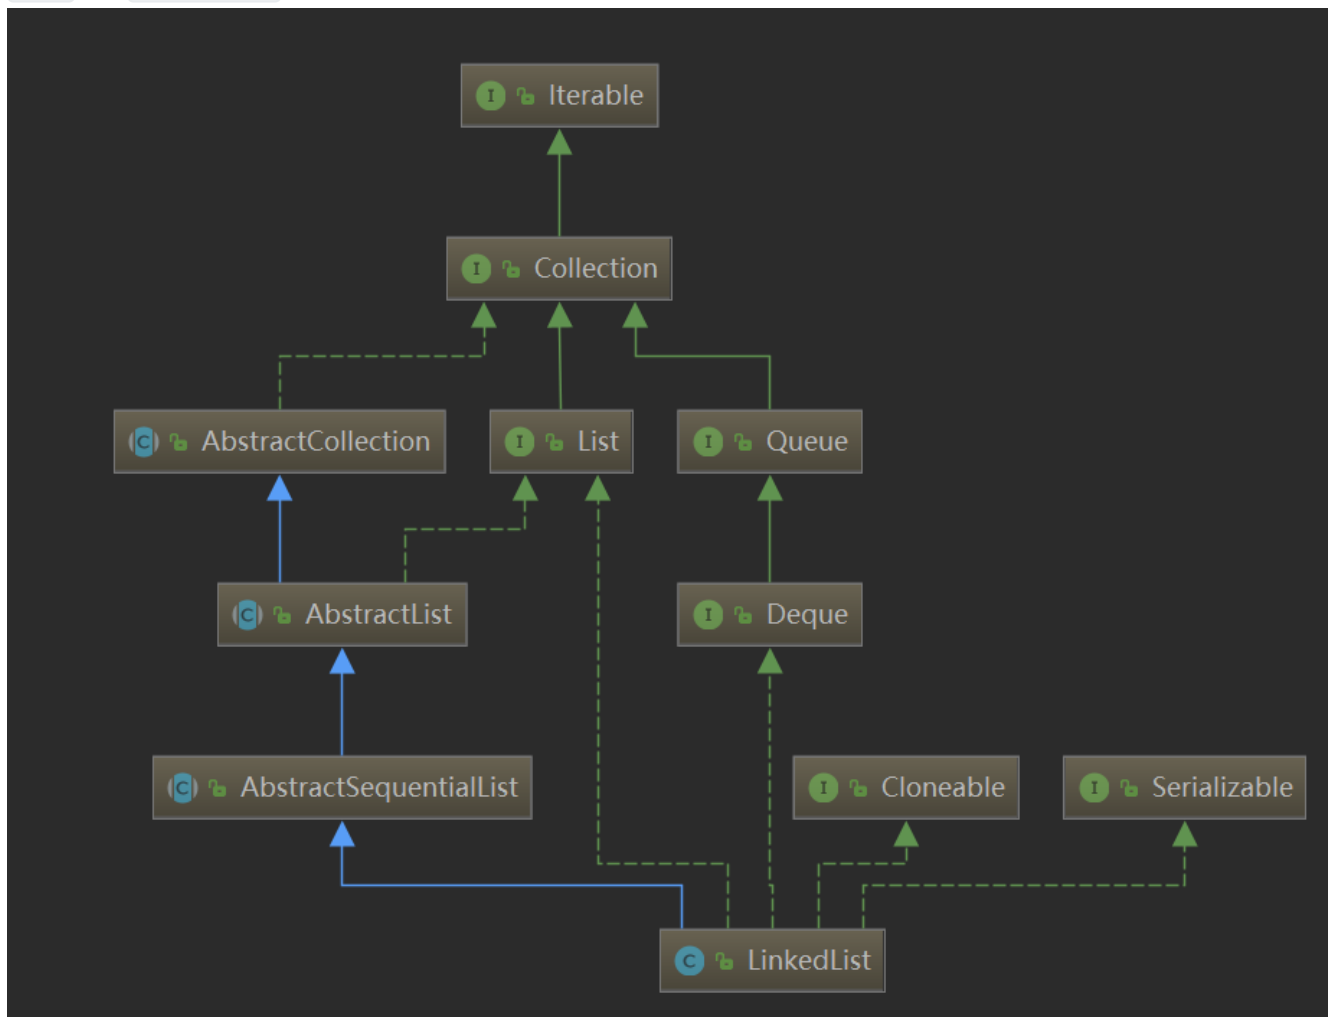 I Iterable
I Collection
C AbstractCollection
I List
I Queue
C AbstractList
I Deque
C AbstractSequentialList
I Cloneable
I Serializable
C LinkedList